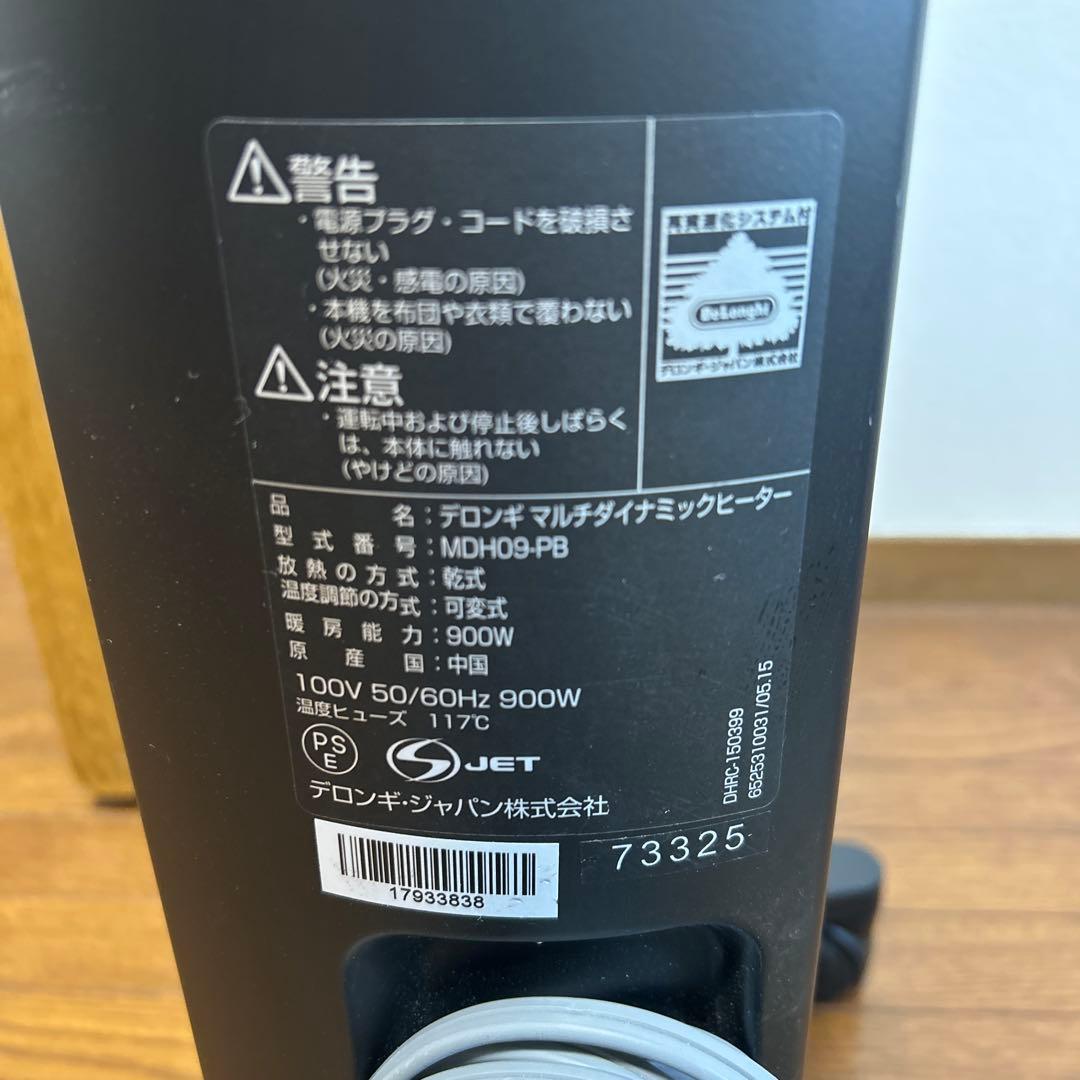 警告
・電源プラグ・コードを破損さ
せない
(火災・感電の原因)
・本機を布団や衣類で覆わない
(火災の原因)
注意
・運転中および停止後しばらく
は、本体に触れない
(やけどの原因)
システム付
DeLonghi
デロンギ・ジャパン株式会社
品名：デロンギ マルチダイナミックヒーター
型式番号：MDH09-PB
放熱の方式：乾式
温度調節の方式：可変式
暖房能力：900W
原産国：中国
100V 50/60Hz 900W
温度ヒューズ 117℃
PSE
S JET
デロンギ・ジャパン株式会社
DHRC-150399
6525310031/05.15
17933838
73325